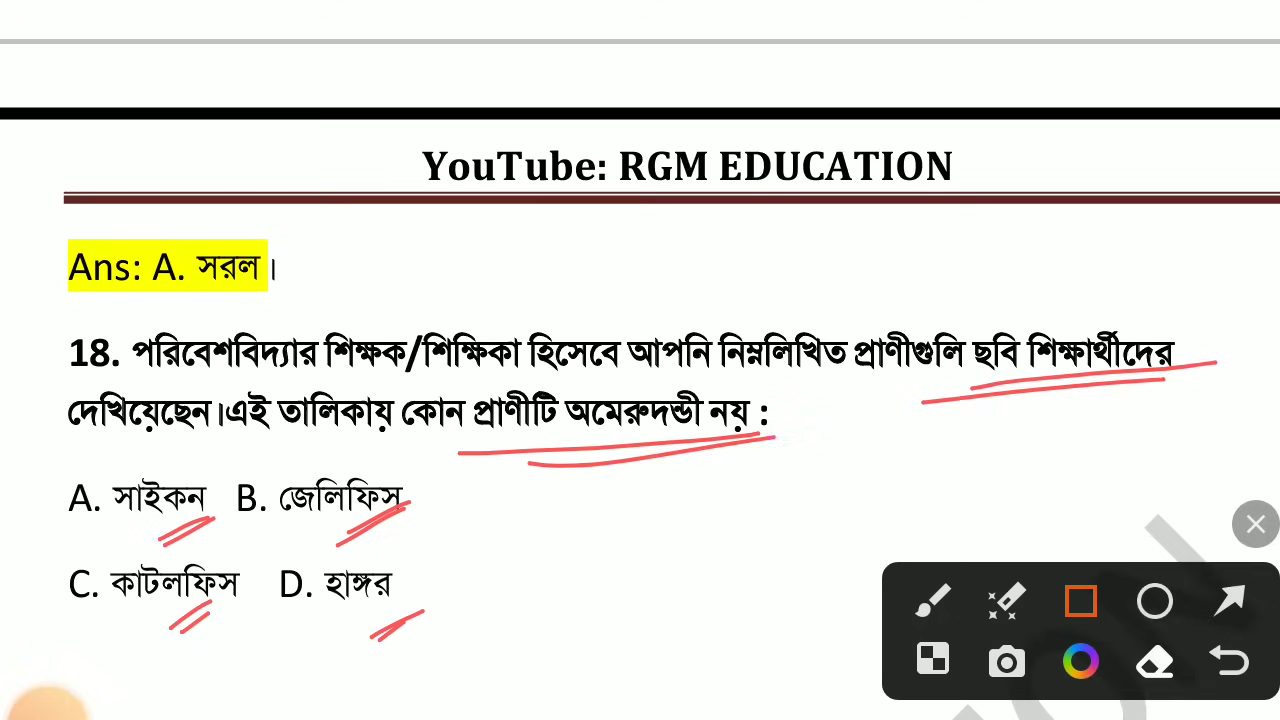 YouTube: RGM EDUCATION
Ans: A. সরল।
18. পরিবেশবিদ্যার শিক্ষক/শিক্ষিকা হিসেবে আপনি নিম্নলিখিত প্রাণীগুলি ছবি শিক্ষার্থীদের
দেখিয়েছেন।এই তালিকায় কোন প্রাণীটি অমেরুদন্ডী নয় :
A. সাইকন B. জেলিফিস
C. কাটলফিস D. হাঙ্গর